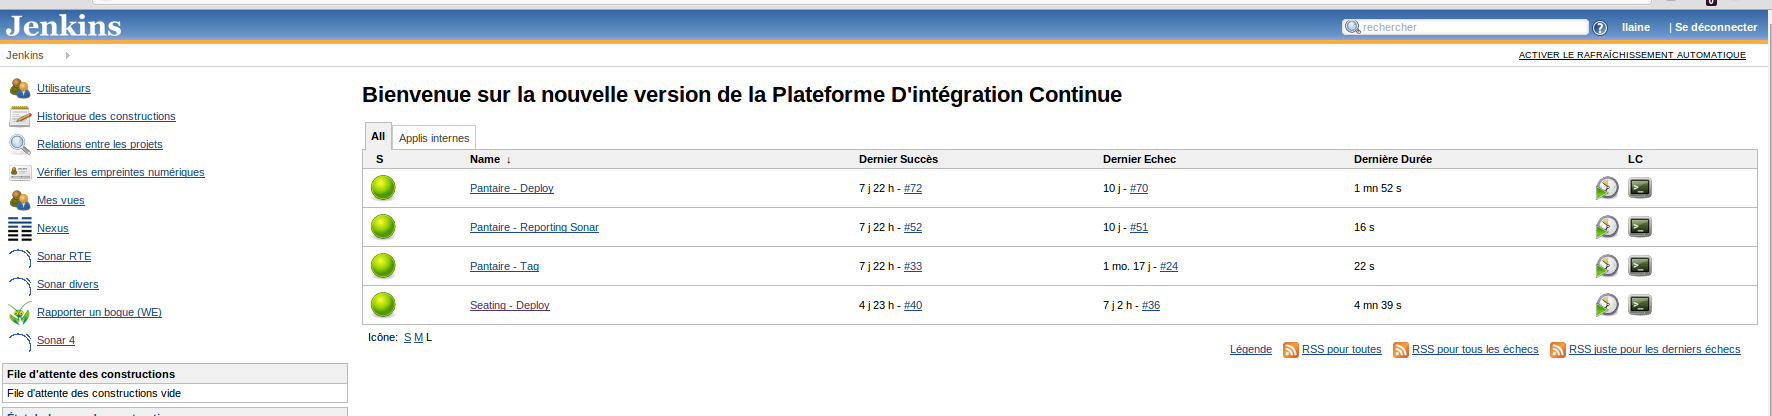 Jenkins
rechercher
llaine | Se déconnecter
Jenkins
ACTIVER LE RAFRAÎCHISSEMENT AUTOMATIQUE
Utilisateurs
Historique des constructions
Relations entre les projets
Vérifier les empreintes numériques
Mes vues
Nexus
Sonar RTE
Sonar divers
Rapporter un bogue (WE)
Sonar 4
File d'attente des constructions
File d'attente des constructions vide
Bienvenue sur la nouvelle version de la Plateforme D'intégration Continue
All Applis internes
S Name ↓ Dernier Succès Dernier Echec Dernière Durée LC
Pantaire - Deploy 7 j 22 h - #72 10 j - #70 1 mn 52 s
Pantaire - Reporting Sonar 7 j 22 h - #52 10 j - #51 16 s
Pantaire - Tag 7 j 22 h - #33 1 mo. 17 j - #24 22 s
Seating - Deploy 4 j 23 h - #40 7 j 2 h - #36 4 mn 39 s
Icône: S M L
Légende RSS pour toutes RSS pour tous les échecs RSS juste pour les derniers échecs